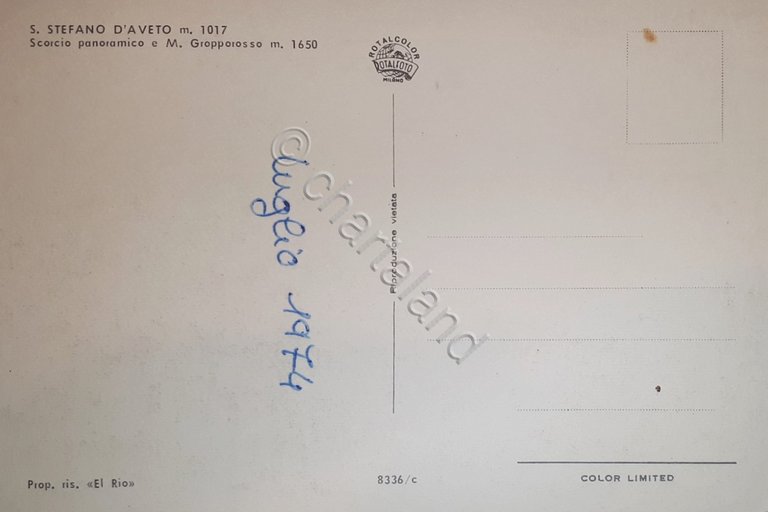 S. STEFANO D'AVETO m. 1017
Scorcio panoramico e M. Gropporosso m. 1650
ROTALCOLOR
ROTALFOTO
MILANO
luglio 1974
Riproduzione vietata
© chartaland
Prop. ris. «El Rio»
8336/c
COLOR LIMITED